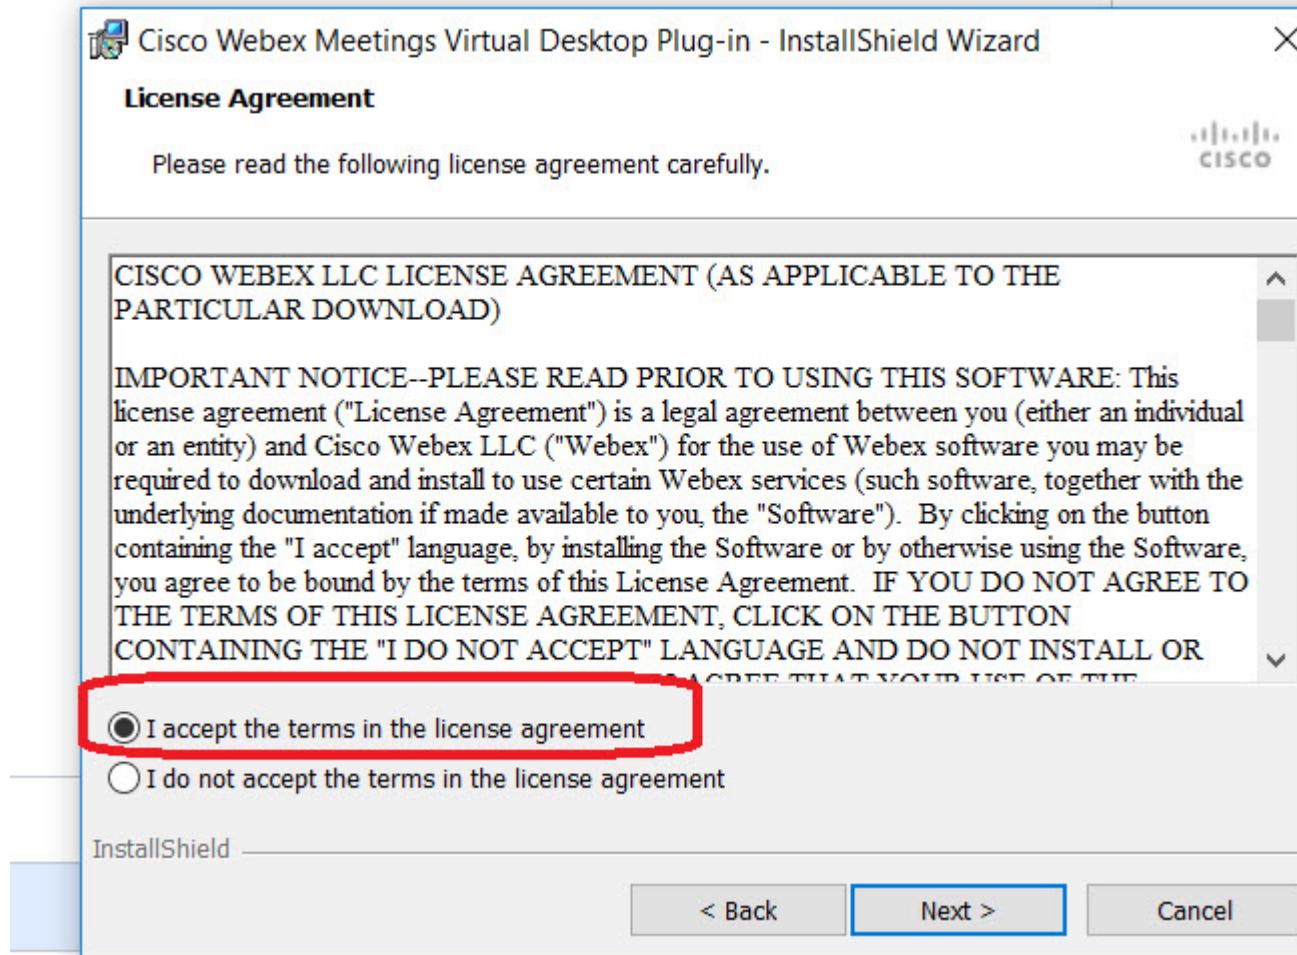 Cisco Webex Meetings Virtual Desktop Plug-in - InstallShield Wizard
License Agreement
Please read the following license agreement carefully.
CISCO
CISCO WEBEX LLC LICENSE AGREEMENT (AS APPLICABLE TO THE
PARTICULAR DOWNLOAD)
IMPORTANT NOTICE--PLEASE READ PRIOR TO USING THIS SOFTWARE: This
license agreement ("License Agreement") is a legal agreement between you (either an individual
or an entity) and Cisco Webex LLC ("Webex") for the use of Webex software you may be
required to download and install to use certain Webex services (such software, together with the
underlying documentation if made available to you, the "Software").  By clicking on the button
containing the "I accept" language, by installing the Software or by otherwise using the Software,
you agree to be bound by the terms of this License Agreement.  IF YOU DO NOT AGREE TO
THE TERMS OF THIS LICENSE AGREEMENT, CLICK ON THE BUTTON
CONTAINING THE "I DO NOT ACCEPT" LANGUAGE AND DO NOT INSTALL OR
AGREE THAT YOUR USE OF THE
I accept the terms in the license agreement
I do not accept the terms in the license agreement
InstallShield
< Back
Next >
Cancel